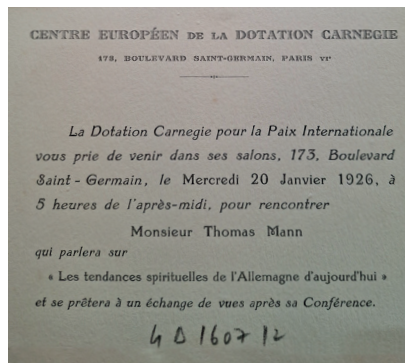 CENTRE EUROPÉEN DE LA DOTATION CARNEGIE
173, BOULEVARD SAINT-GERMAIN, PARIS VIᵉ
La Dotation Carnegie pour la Paix Internationale
vous prie de venir dans ses salons, 173, Boulevard
Saint-Germain, le Mercredi 20 Janvier 1926, à
5 heures de l'après-midi, pour rencontrer
Monsieur Thomas Mann
qui parlera sur
« Les tendances spirituelles de l'Allemagne d'aujourd'hui »
et se prêtera à un échange de vues après sa Conférence.
4 Δ 1607 12